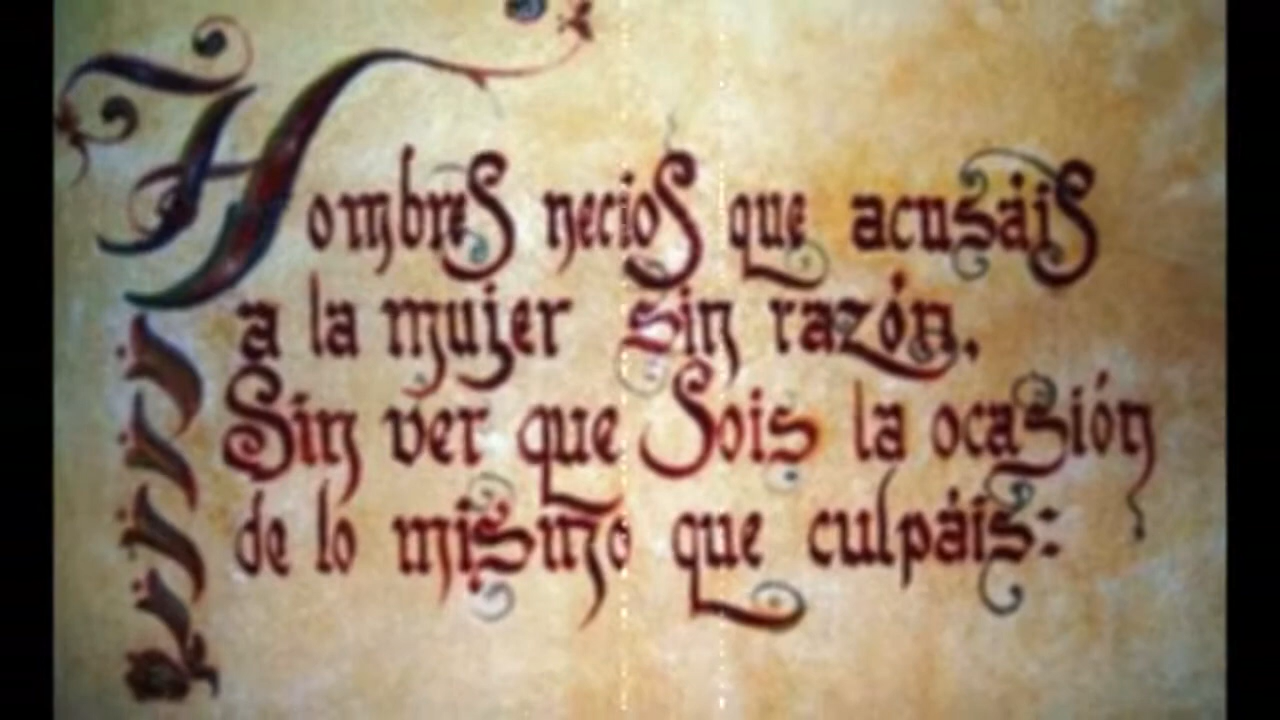 Hombres necios que acusáis
a la mujer sin razón,
Sin ver que Sois la ocasión
de lo mismo que culpáis: